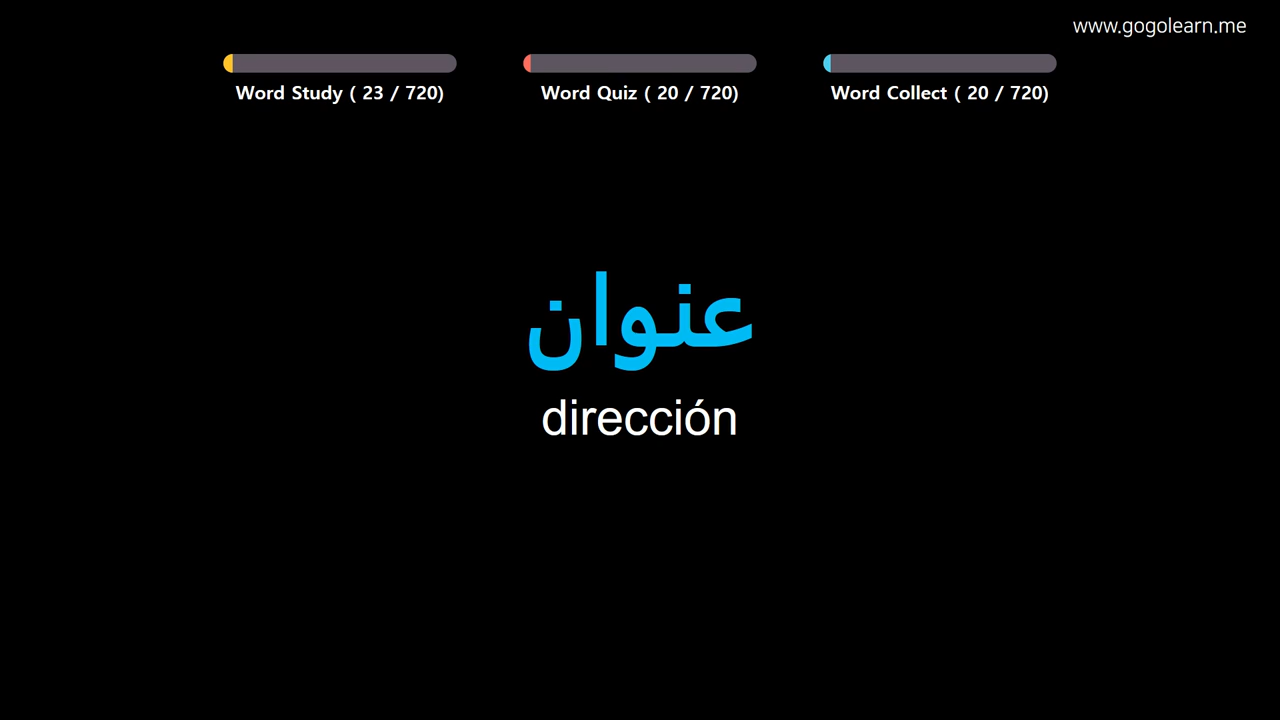 www.gogolearn.me
Word Study ( 23 / 720)
Word Quiz ( 20 / 720)
Word Collect ( 20 / 720)
عنوان
dirección